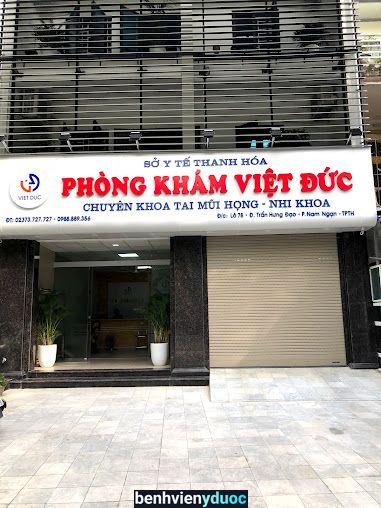 SỞ Y TẾ THANH HÓA
VIET DUC
PHÒNG KHÁM VIỆT ĐỨC
CHUYÊN KHOA TAI MŨI HỌNG - NHI KHOA
ĐT: 02373.727.727 - 0988.889.356
Đ/c: Lô 78 - Đ. Trần Hưng Đạo - P.Nam Ngạn - TPTH
benhvienyduoc